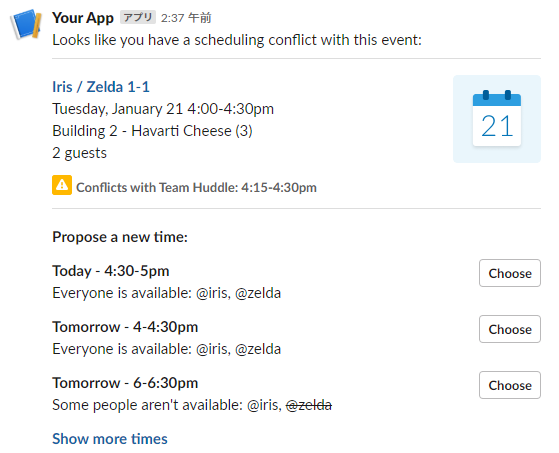 Your App アプリ 2:37 午前
Looks like you have a scheduling conflict with this event:
Iris / Zelda 1-1
Tuesday, January 21 4:00-4:30pm
Building 2 - Havarti Cheese (3)
2 guests
21
Conflicts with Team Huddle: 4:15-4:30pm
Propose a new time:
Today - 4:30-5pm
Everyone is available: @iris, @zelda
Choose
Tomorrow - 4-4:30pm
Everyone is available: @iris, @zelda
Choose
Tomorrow - 6-6:30pm
Some people aren't available: @iris, @zelda
Choose
Show more times